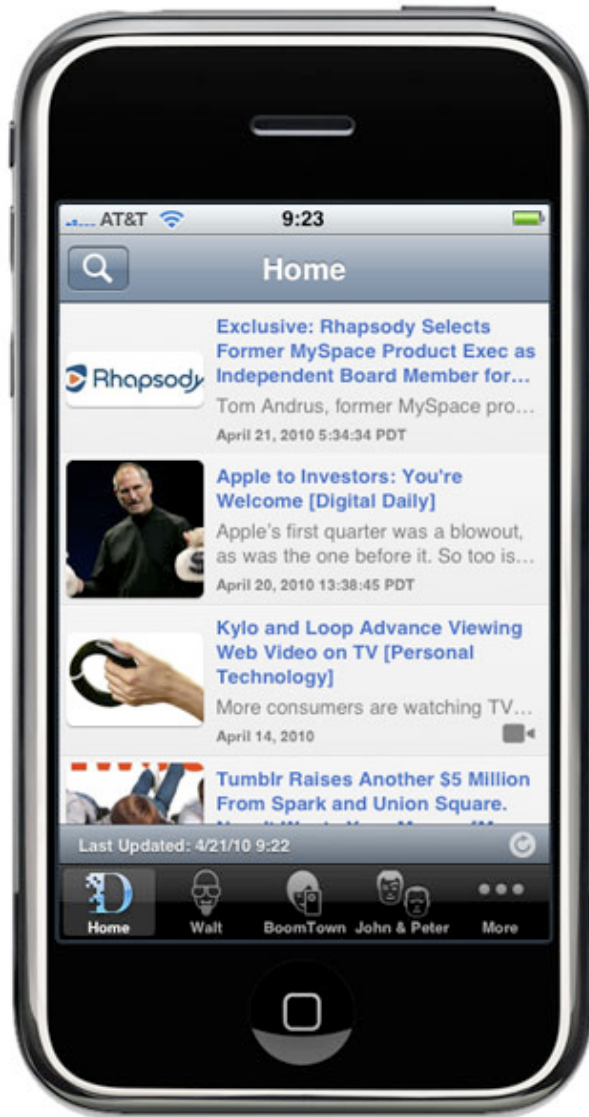 AT&T 9:23
Home
Exclusive: Rhapsody Selects
Former MySpace Product Exec as
Independent Board Member for...
Rhapsody
Tom Andrus, former MySpace pro...
April 21, 2010 5:34:34 PDT
Apple to Investors: You're
Welcome [Digital Daily]
Apple's first quarter was a blowout,
as was the one before it. So too is...
April 20, 2010 13:38:45 PDT
Kylo and Loop Advance Viewing
Web Video on TV [Personal
Technology]
More consumers are watching TV...
April 14, 2010
Tumblr Raises Another $5 Million
From Spark and Union Square.
Last Updated: 4/21/10 9:22
D
Home Walt BoomTown John & Peter More